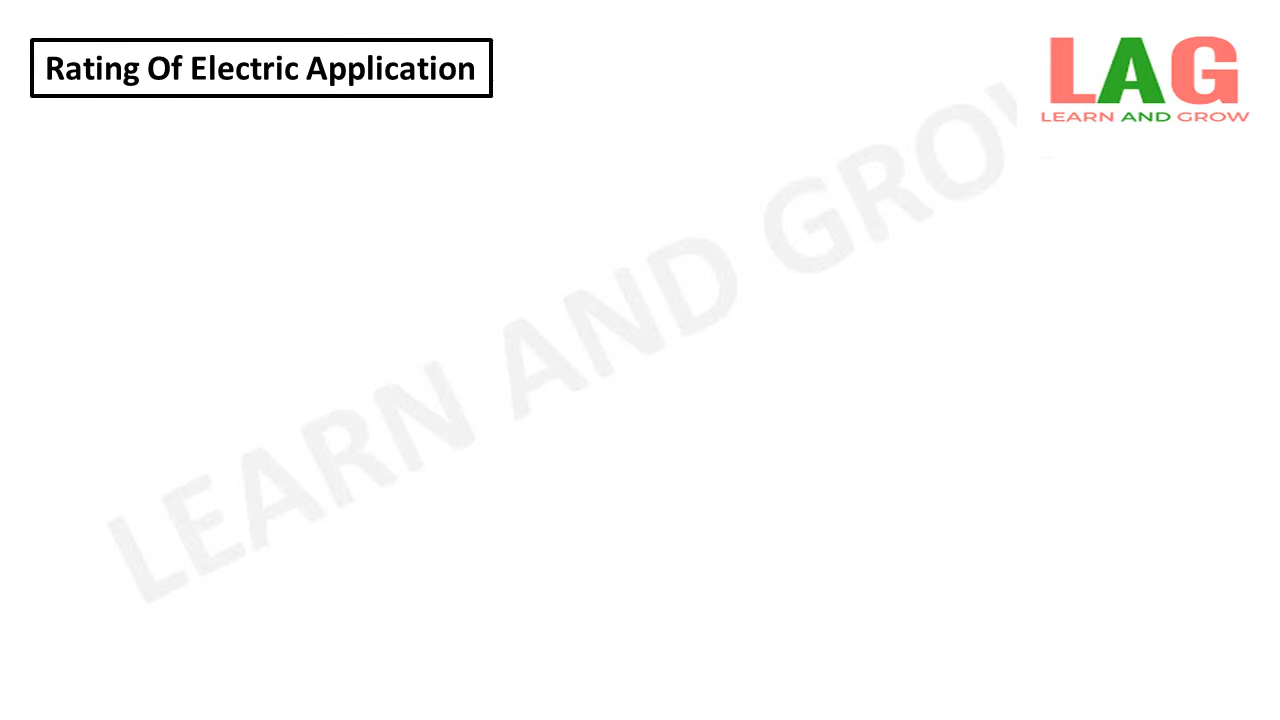 Rating Of Electric Application
LAG
LEARN AND GROW
LEARN AND GROW